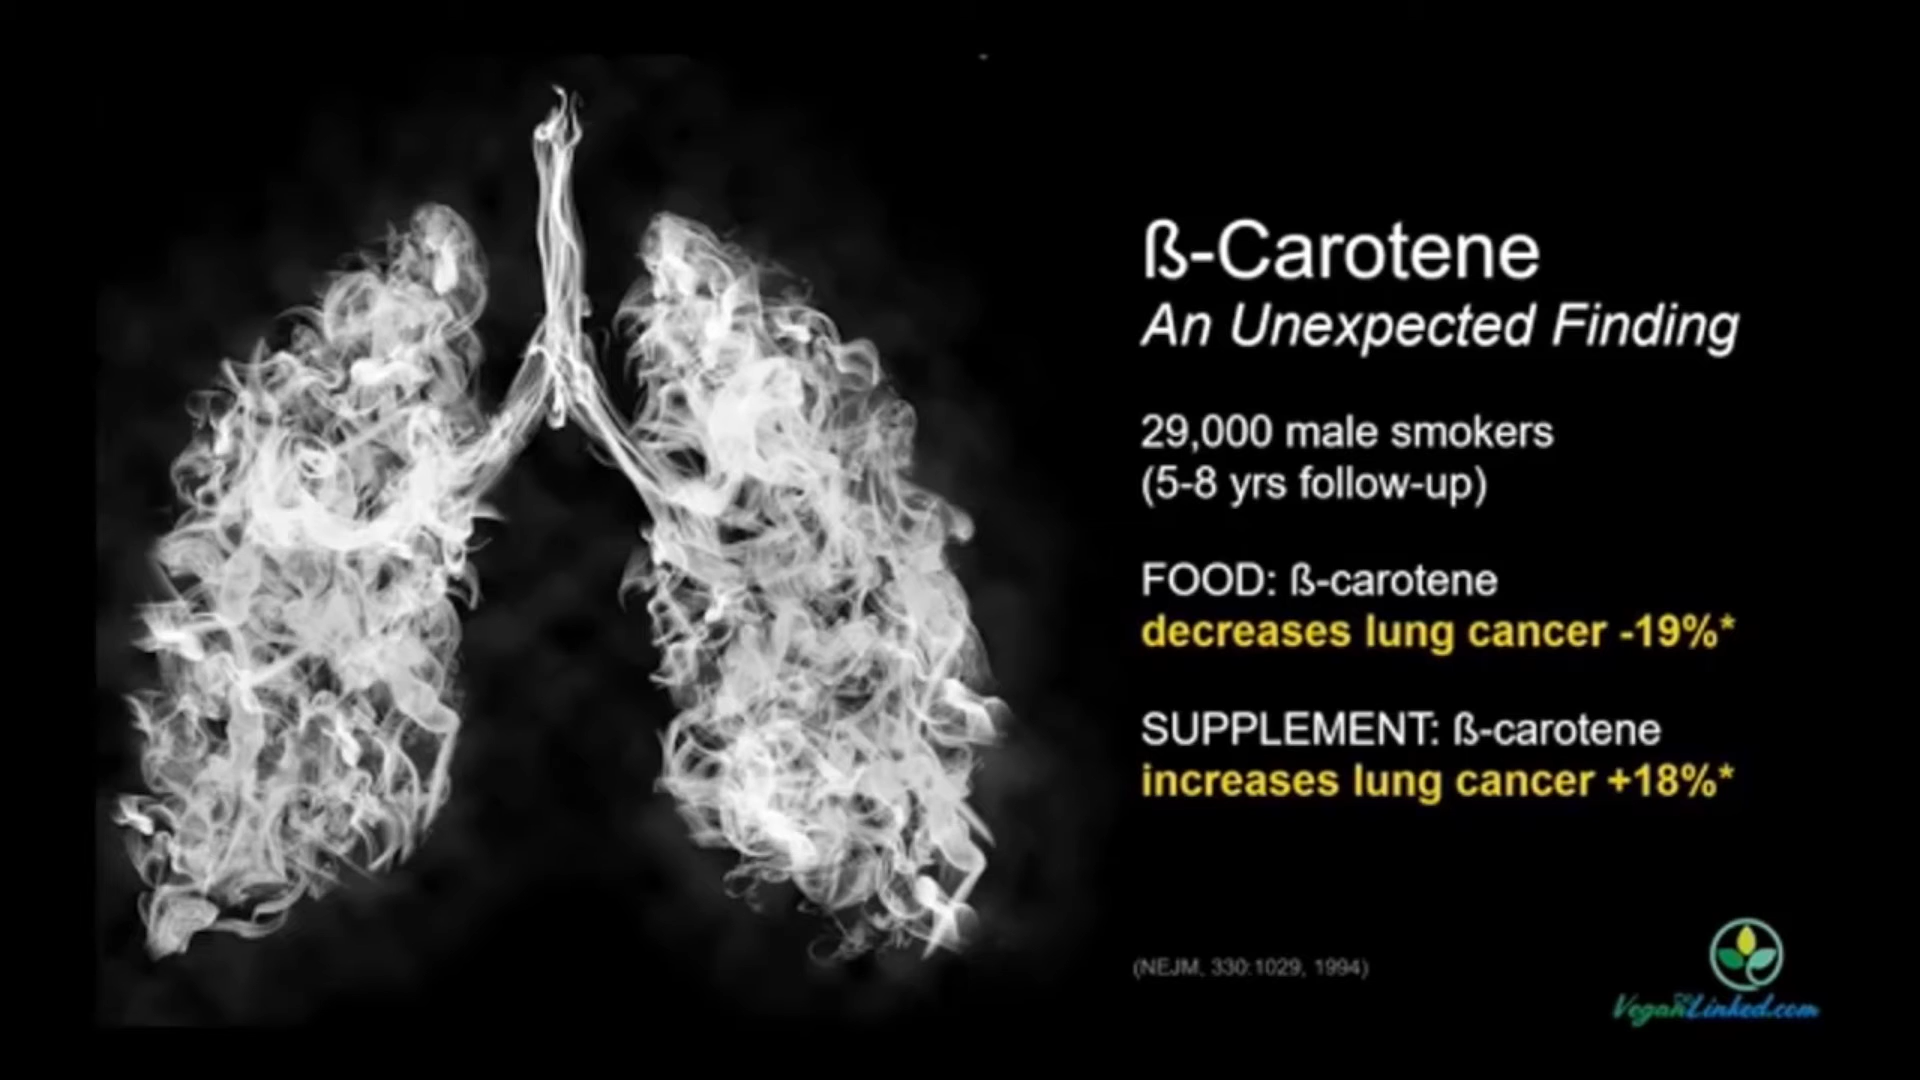 ß-Carotene
An Unexpected Finding
29,000 male smokers
(5-8 yrs follow-up)
FOOD: ß-carotene
decreases lung cancer -19%*
SUPPLEMENT: ß-carotene
increases lung cancer +18%*
(NEJM, 330:1029, 1994)
VeganLinked.com